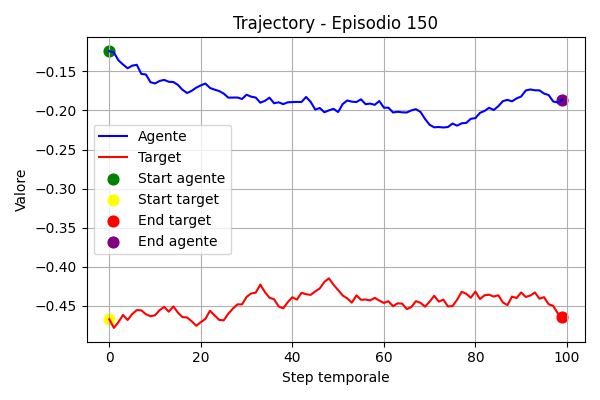 Trajectory - Episodio 150
Valore
−0.15
−0.20
−0.25
−0.30
−0.35
−0.40
−0.45
Agente
Target
Start agente
Start target
End target
End agente
0 20 40 60 80 100
Step temporale